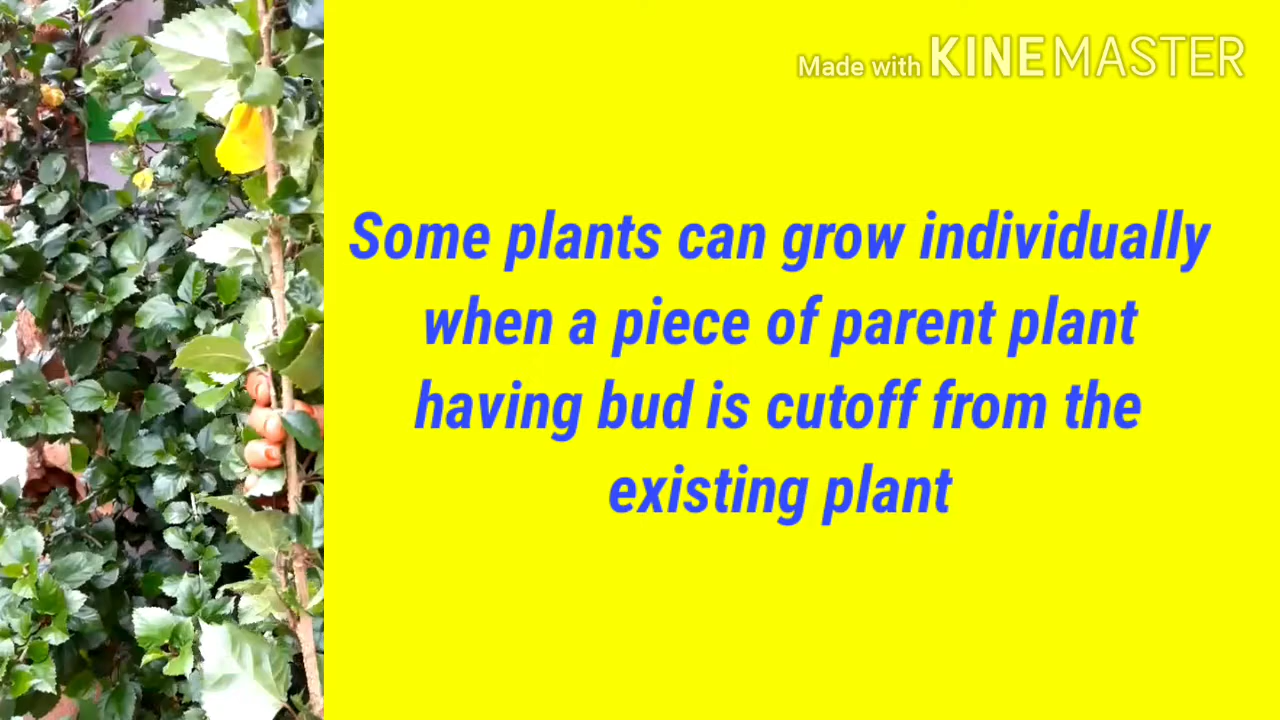 Made with KINEMASTER
Some plants can grow individually
when a piece of parent plant
having bud is cutoff from the
existing plant